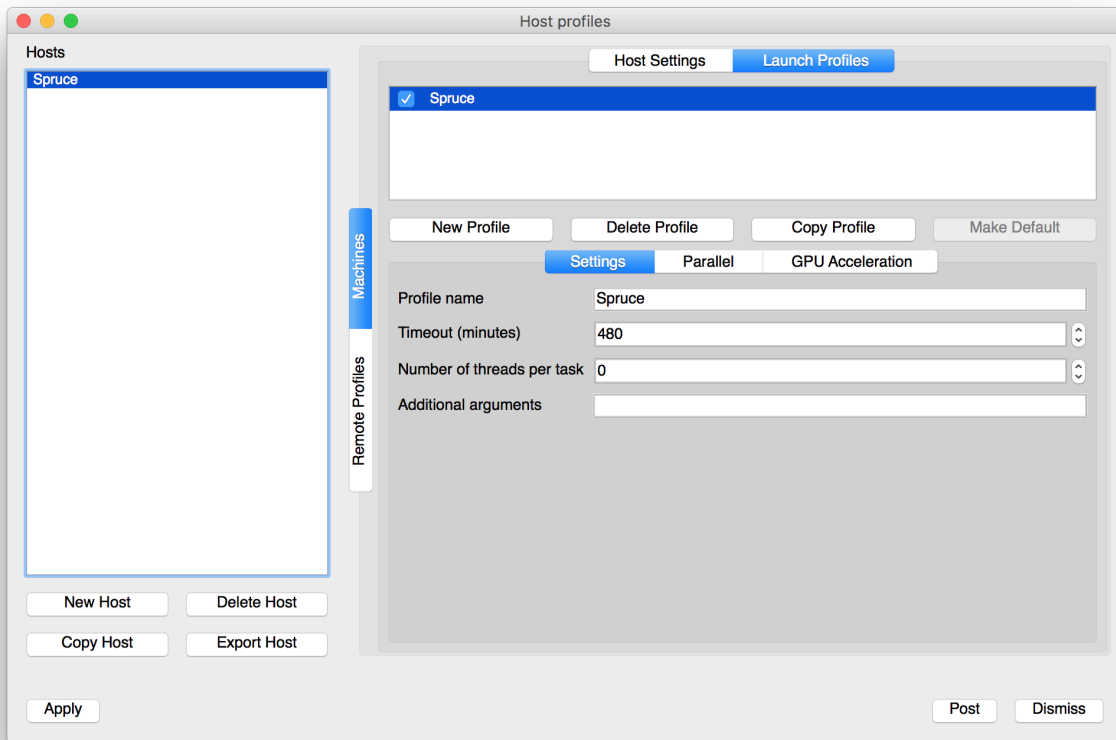 Host profiles
Hosts
Spruce
New Host
Delete Host
Copy Host
Export Host
Machines
Remote Profiles
Host Settings
Launch Profiles
Spruce
New Profile
Delete Profile
Copy Profile
Make Default
Settings
Parallel
GPU Acceleration
Profile name
Spruce
Timeout (minutes)
480
Number of threads per task
0
Additional arguments
Apply
Post
Dismiss